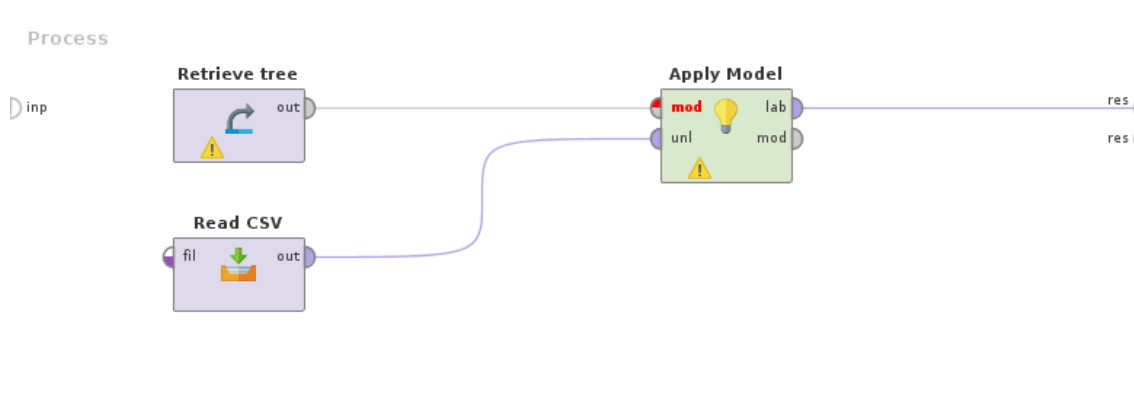 Process
Retrieve tree
Apply Model
inp
out
mod
lab
res
unl
mod
res
Read CSV
fil
out